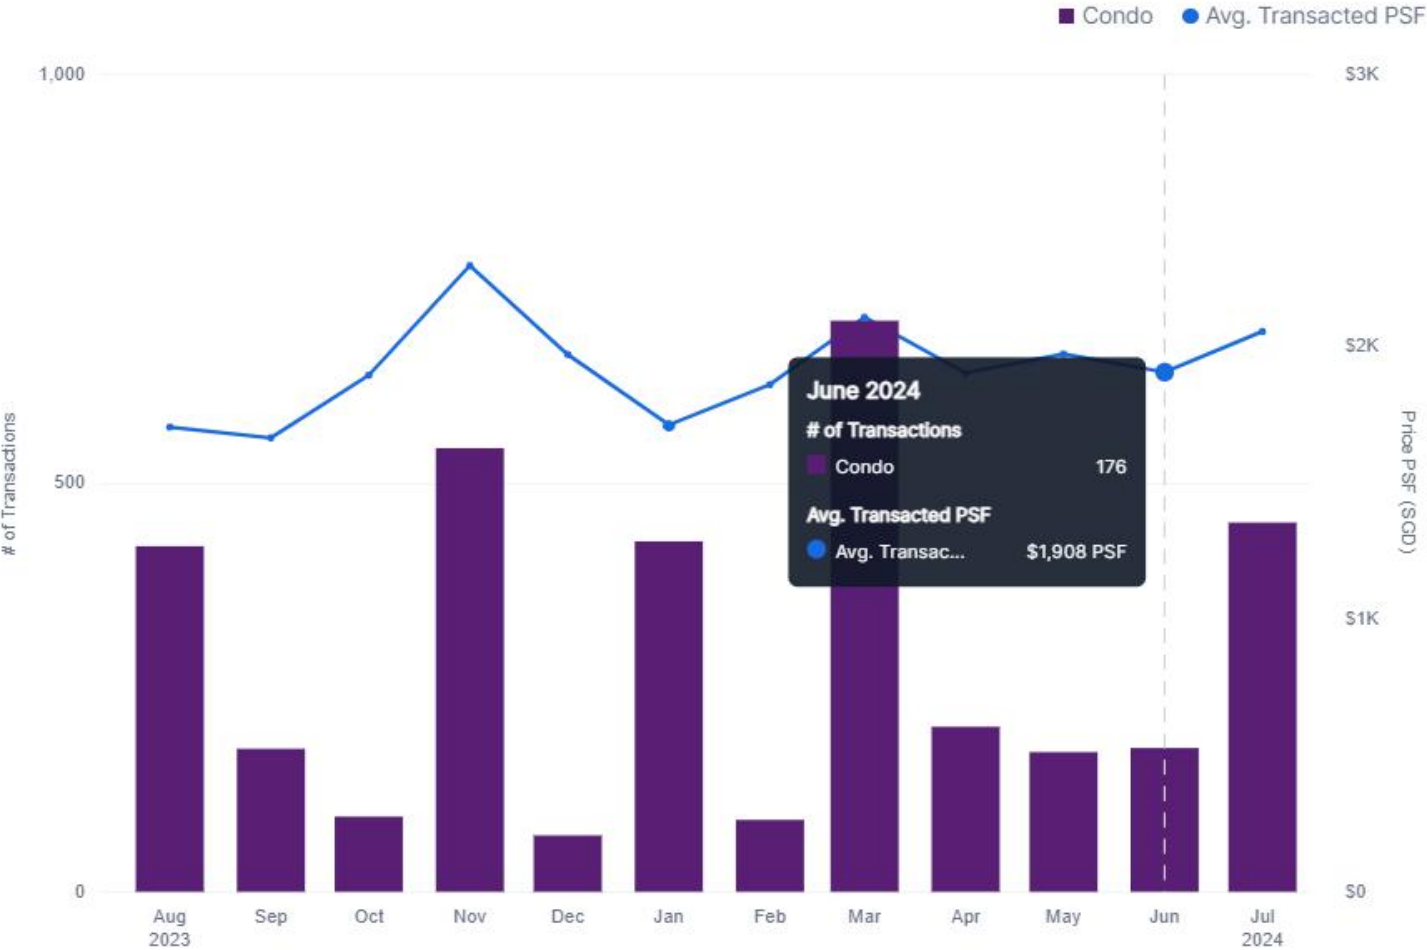 Condo Avg. Transacted PSF
1,000 $3K
$2K
500
$1K
0 $0
# of Transactions
Price PSF (SGD)
June 2024
# of Transactions
Condo 176
Avg. Transacted PSF
Avg. Transac... $1,908 PSF
Aug Sep Oct Nov Dec Jan Feb Mar Apr May Jun Jul
2023 2024